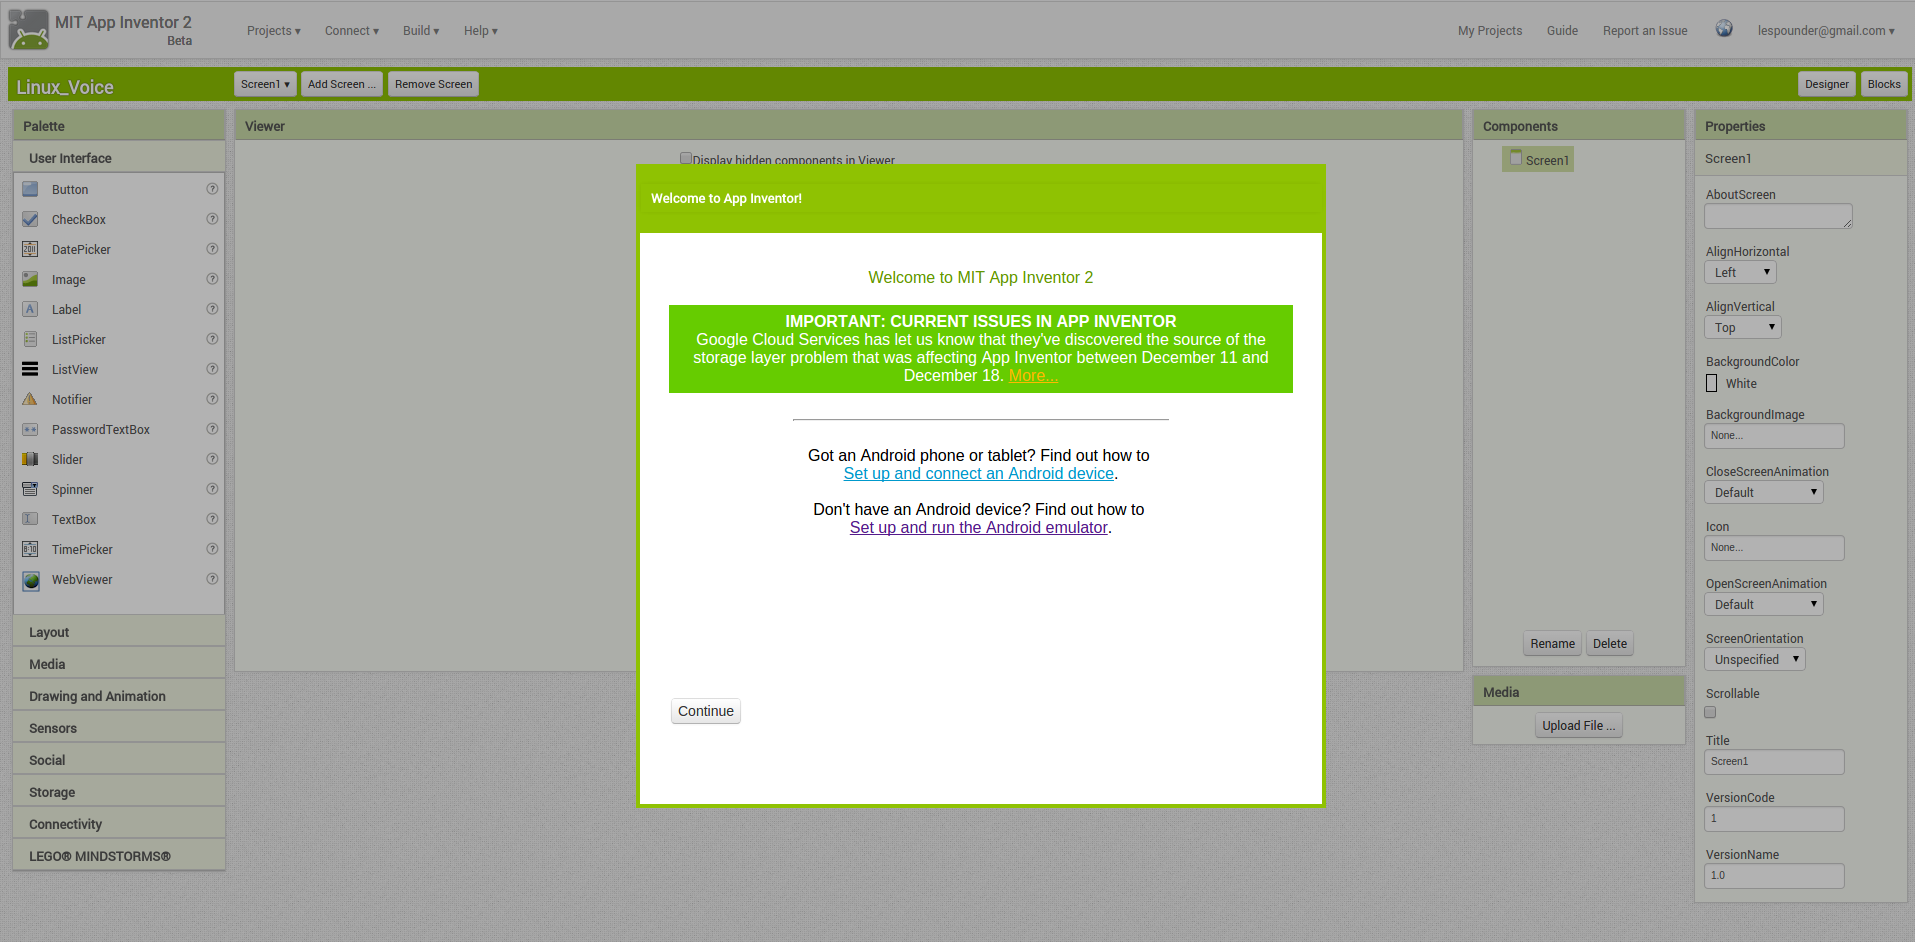 MIT App Inventor 2
Beta
Projects ▾ Connect ▾ Build ▾ Help ▾
My Projects Guide Report an Issue lespounder@gmail.com ▾
Linux_Voice
Screen1 ▾ Add Screen ... Remove Screen
Designer Blocks
Palette
User Interface
Button
CheckBox
DatePicker
Image
Label
ListPicker
ListView
Notifier
PasswordTextBox
Slider
Spinner
TextBox
TimePicker
WebViewer
Layout
Media
Drawing and Animation
Sensors
Social
Storage
Connectivity
LEGO® MINDSTORMS®
Viewer
Display hidden components in Viewer
Welcome to App Inventor!
Welcome to MIT App Inventor 2
IMPORTANT: CURRENT ISSUES IN APP INVENTOR
Google Cloud Services has let us know that they've discovered the source of the
storage layer problem that was affecting App Inventor between December 11 and
December 18. More...
Got an Android phone or tablet? Find out how to
Set up and connect an Android device.
Don't have an Android device? Find out how to
Set up and run the Android emulator.
Continue
Components
Screen1
Rename Delete
Media
Upload File ...
Properties
Screen1
AboutScreen
AlignHorizontal
Left
AlignVertical
Top
BackgroundColor
White
BackgroundImage
None...
CloseScreenAnimation
Default
Icon
None...
OpenScreenAnimation
Default
ScreenOrientation
Unspecified
Scrollable
Title
Screen1
VersionCode
1
VersionName
1.0